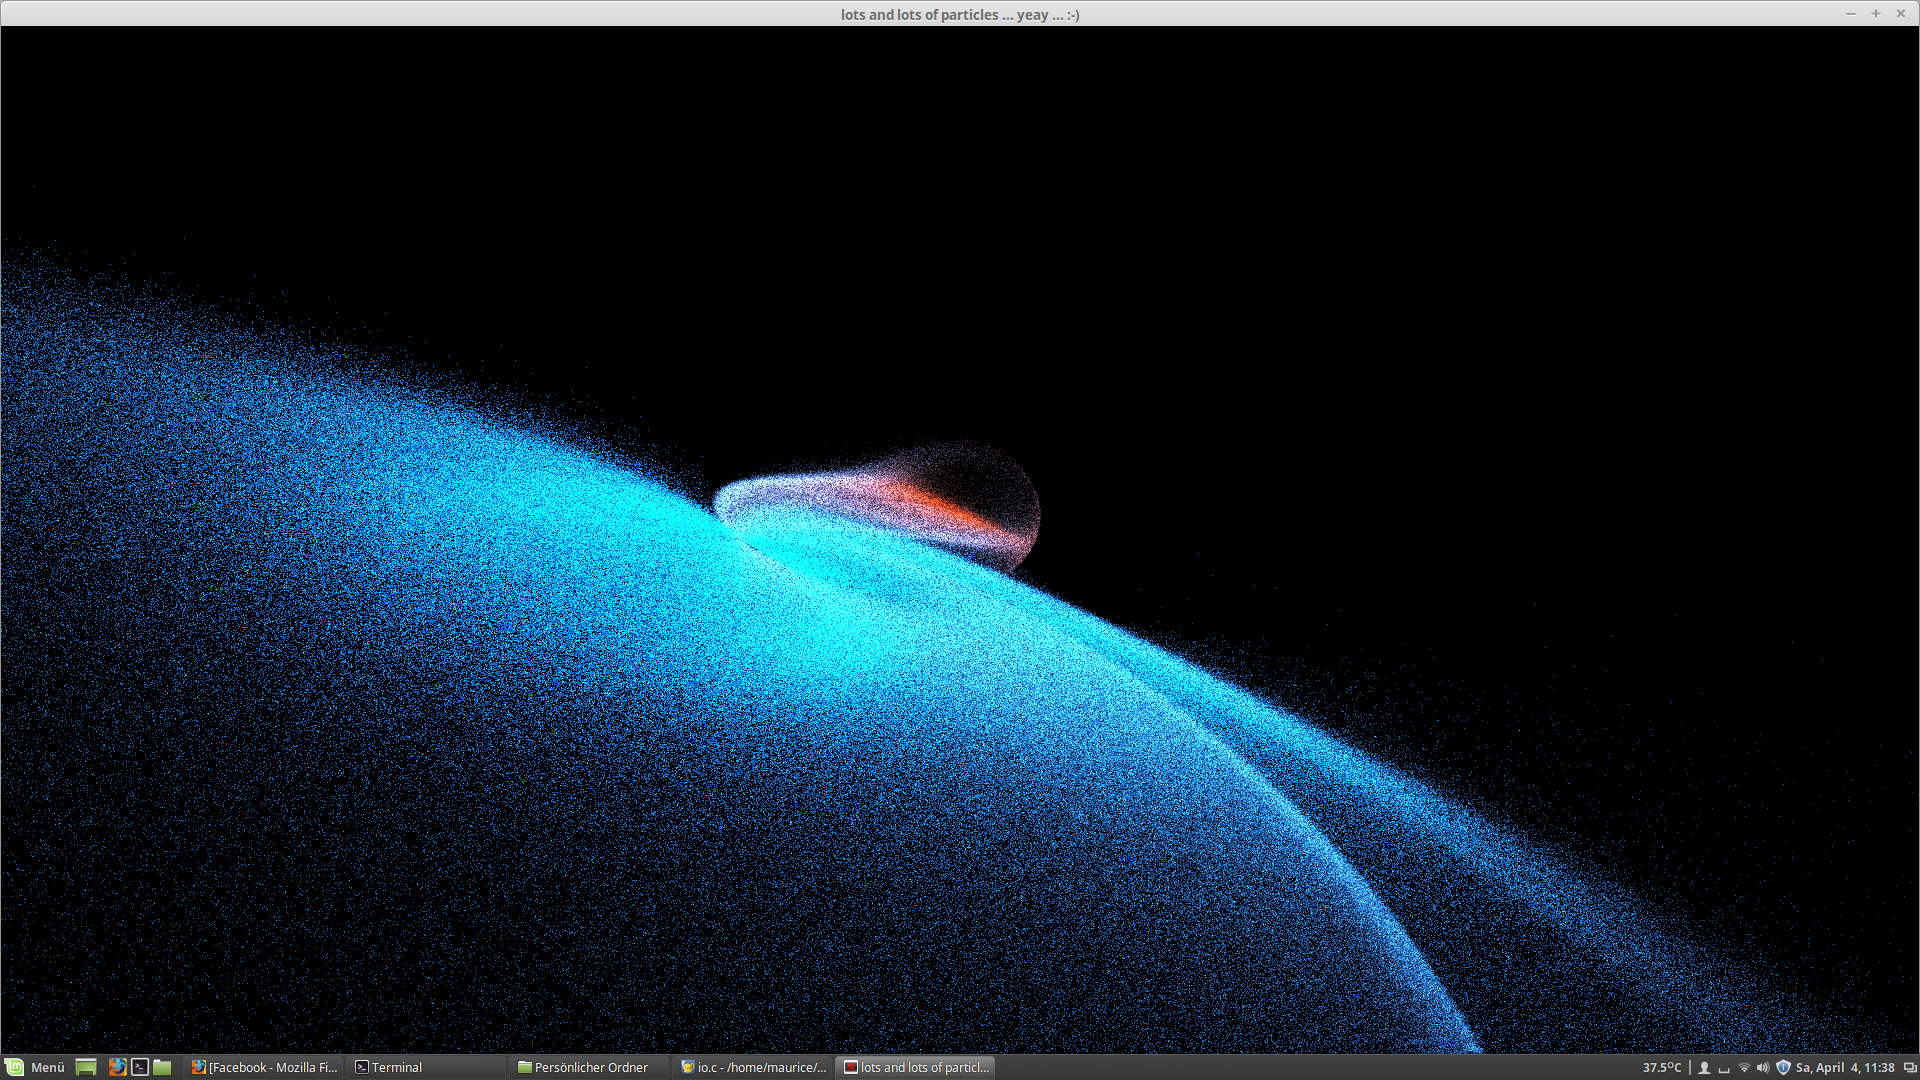 lots and lots of particles ... yeay ... :-)
Menü
[Facebook - Mozilla Fi...
Terminal
Persönlicher Ordner
io.c - /home/maurice/...
lots and lots of particl...
37.5°C
Sa, April  4, 11:38